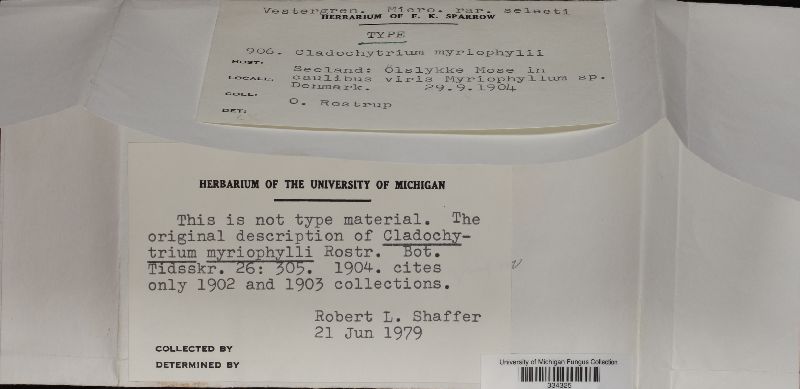 Vestergren. Micro. rar. selecti
HERBARIUM OF F. K. SPARROW
TYPE
906. Cladochytrium myriophylli
HOST:
Seeland: Ölslykke Mose in
LOCALI: caulibus vivis Myriophyllum sp.
Denmark. 29.9.1904
COLL:
O. Rostrup
DET:
HERBARIUM OF THE UNIVERSITY OF MICHIGAN
This is not type material. The
original description of Cladochy-
trium myriophylli Rostr. Bot.
Tidsskr. 26: 305. 1904. cites
only 1902 and 1903 collections.
Robert L. Shaffer
21 Jun 1979
COLLECTED BY
DETERMINED BY
University of Michigan Fungus Collection
334325